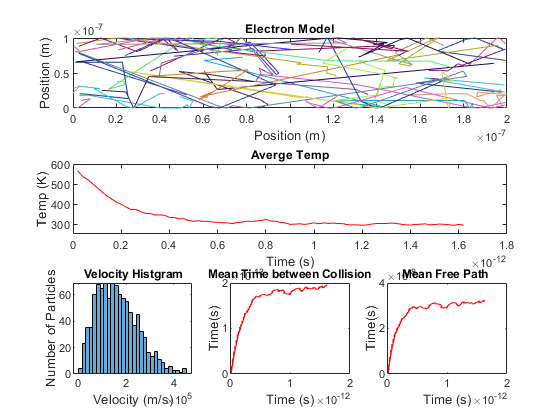 Electron Model
×10⁻⁷
Position (m)
1
0.5
0
0 0.2 0.4 0.6 0.8 1 1.2 1.4 1.6 1.8 2
Position (m) ×10⁻⁷
Averge Temp
Temp (K)
600
500
400
300
0 0.2 0.4 0.6 0.8 1 1.2 1.4 1.6 1.8
Time (s) ×10⁻¹²
Velocity Histgram
Number of Particles
60
40
20
0
0 2 4
Velocity (m/s) ×10⁵
Mean Time between Collision
Time(s)
2
1
0
0 1 2
Time (s) ×10⁻¹²
Mean Free Path
Time(s)
4
2
0
0 1 2
Time (s) ×10⁻¹²